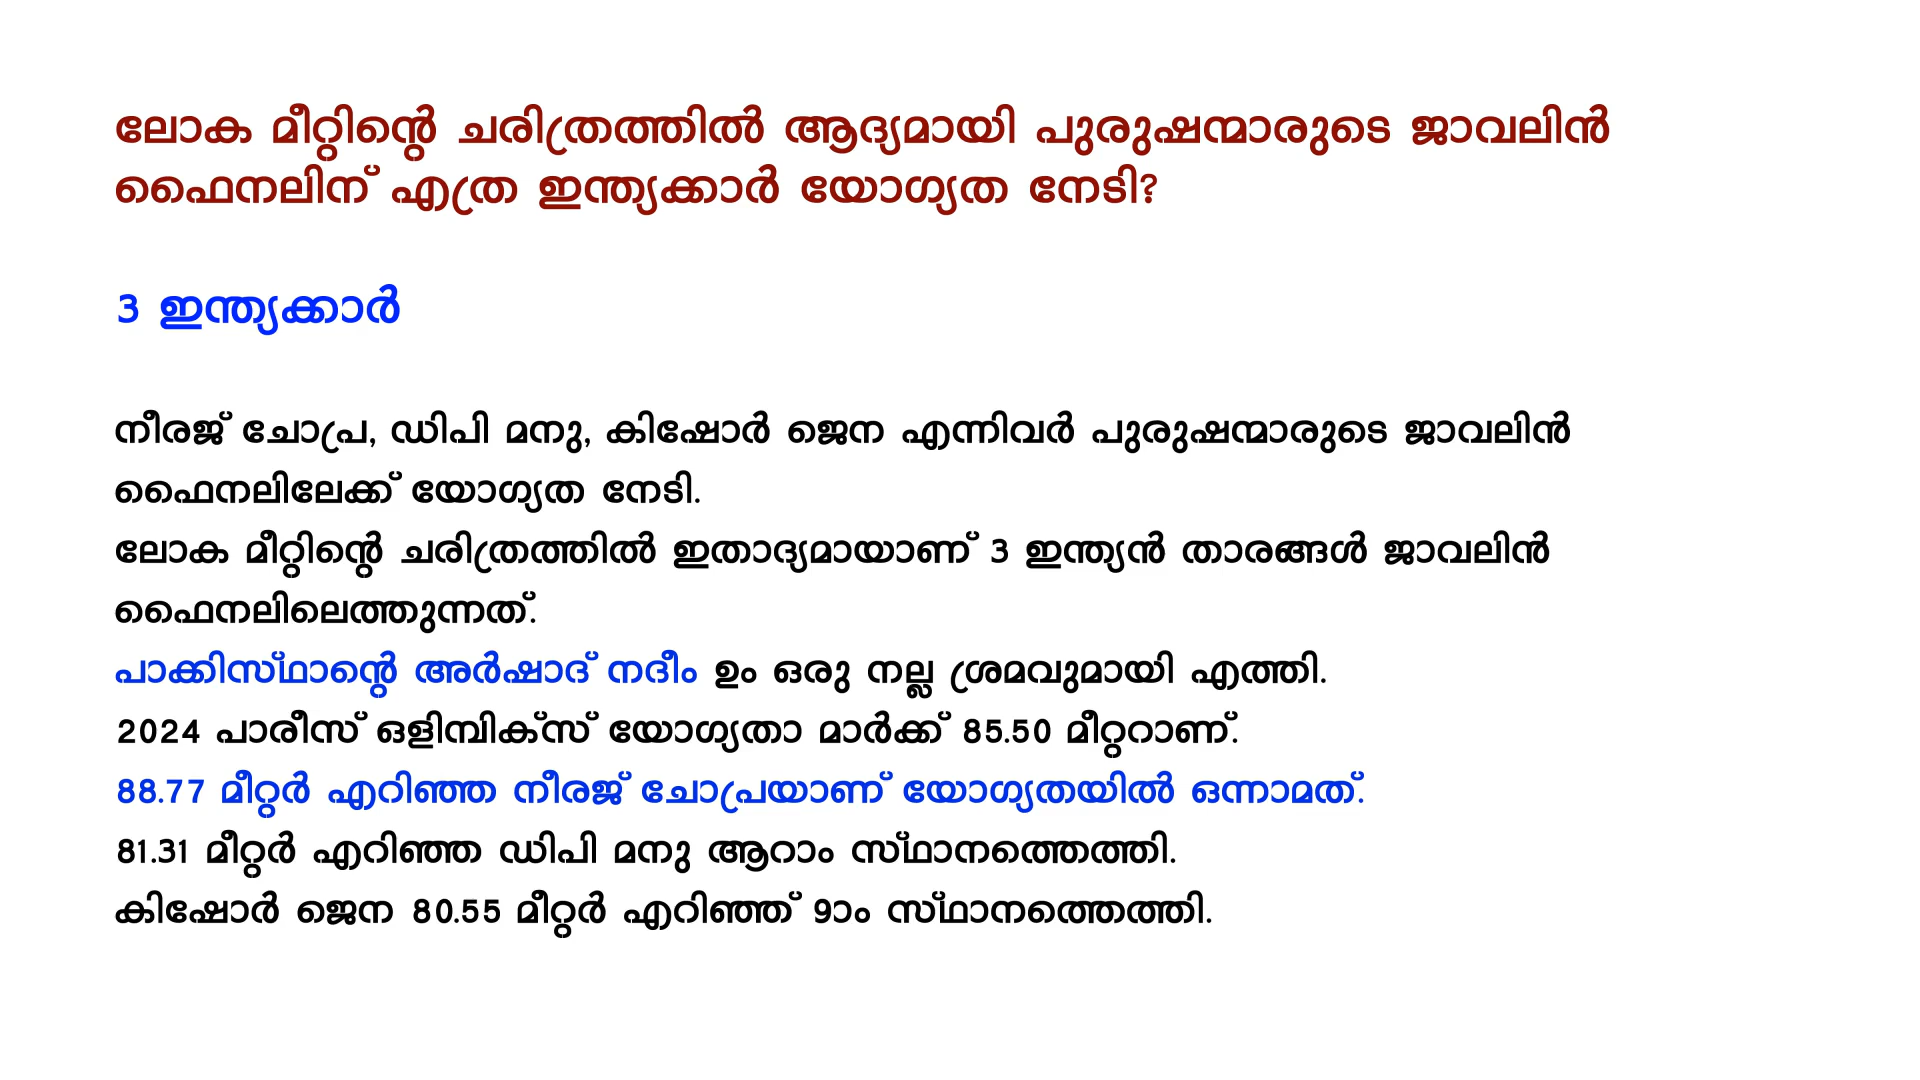 ലോക മീറ്റിന്റെ ചരിത്രത്തിൽ ആദ്യമായി പുരുഷന്മാരുടെ ജാവലിൻ
ഫൈനലിന് എത്ര ഇന്ത്യക്കാർ യോഗ്യത നേടി?
3 ഇന്ത്യക്കാർ
നീരജ് ചോപ്ര, ഡിപി മനു, കിഷോർ ജെന എന്നിവർ പുരുഷന്മാരുടെ ജാവലിൻ
ഫൈനലിലേക്ക് യോഗ്യത നേടി.
ലോക മീറ്റിന്റെ ചരിത്രത്തിൽ ഇതാദ്യമായാണ് 3 ഇന്ത്യൻ താരങ്ങൾ ജാവലിൻ
ഫൈനലിലെത്തുന്നത്.
പാക്കിസ്ഥാന്റെ അർഷാദ് നദീം ഉം ഒരു നല്ല ശ്രമവുമായി എത്തി.
2024 പാരീസ് ഒളിമ്പിക്സ് യോഗ്യതാ മാർക്ക് 85.50 മീറ്ററാണ്.
88.77 മീറ്റർ എറിഞ്ഞ നീരജ് ചോപ്രയാണ് യോഗ്യതയിൽ ഒന്നാമത്.
81.31 മീറ്റർ എറിഞ്ഞ ഡിപി മനു ആറാം സ്ഥാനത്തെത്തി.
കിഷോർ ജെന 80.55 മീറ്റർ എറിഞ്ഞ് 9ാം സ്ഥാനത്തെത്തി.